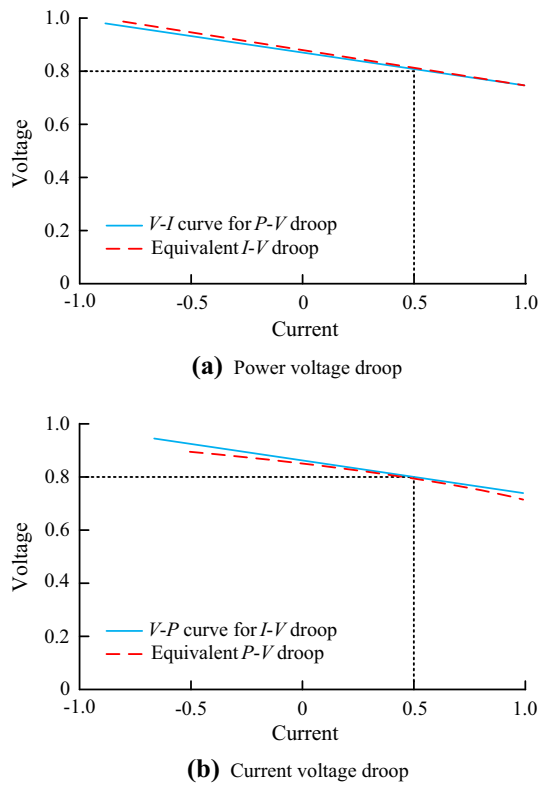 1.0
0.8
0.6
0.4
0.2
0
Voltage
V-I curve for P-V droop
Equivalent I-V droop
-1.0 -0.5 0 0.5 1.0
Current
(a) Power voltage droop
1.0
0.8
0.6
0.4
0.2
0
Voltage
V-P curve for I-V droop
Equivalent P-V droop
-1.0 -0.5 0 0.5 1.0
Current
(b) Current voltage droop